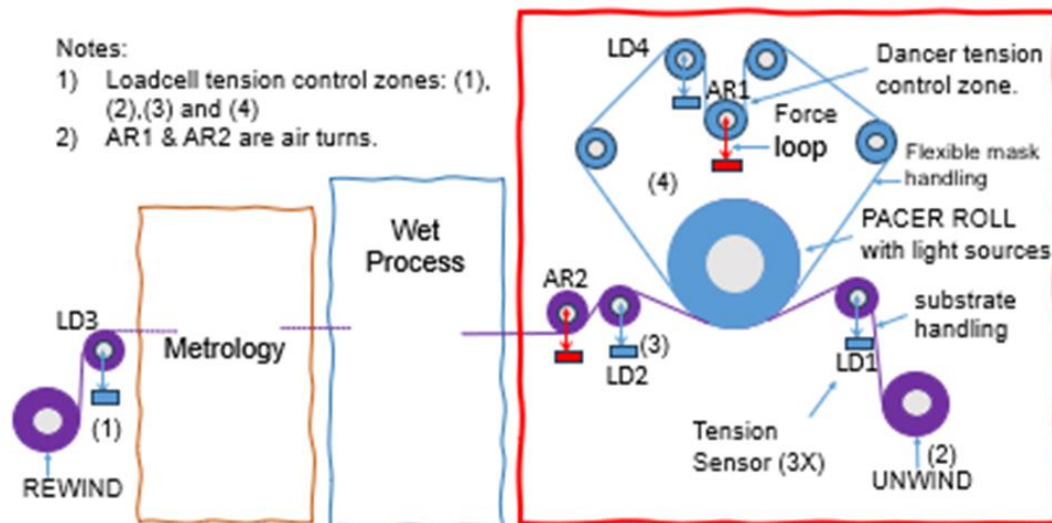 Notes:
1) Loadcell tension control zones: (1),
(2),(3) and (4)
2) AR1 & AR2 are air turns.
LD4
AR1
Dancer tension
control zone.
Force
loop
(4)
Flexible mask
handling
PACER ROLL
with light sources
Wet
Process
AR2
LD3
Metrology
substrate
handling
(3)
LD2
LD1
(1)
Tension
Sensor (3X)
(2)
REWIND
UNWIND